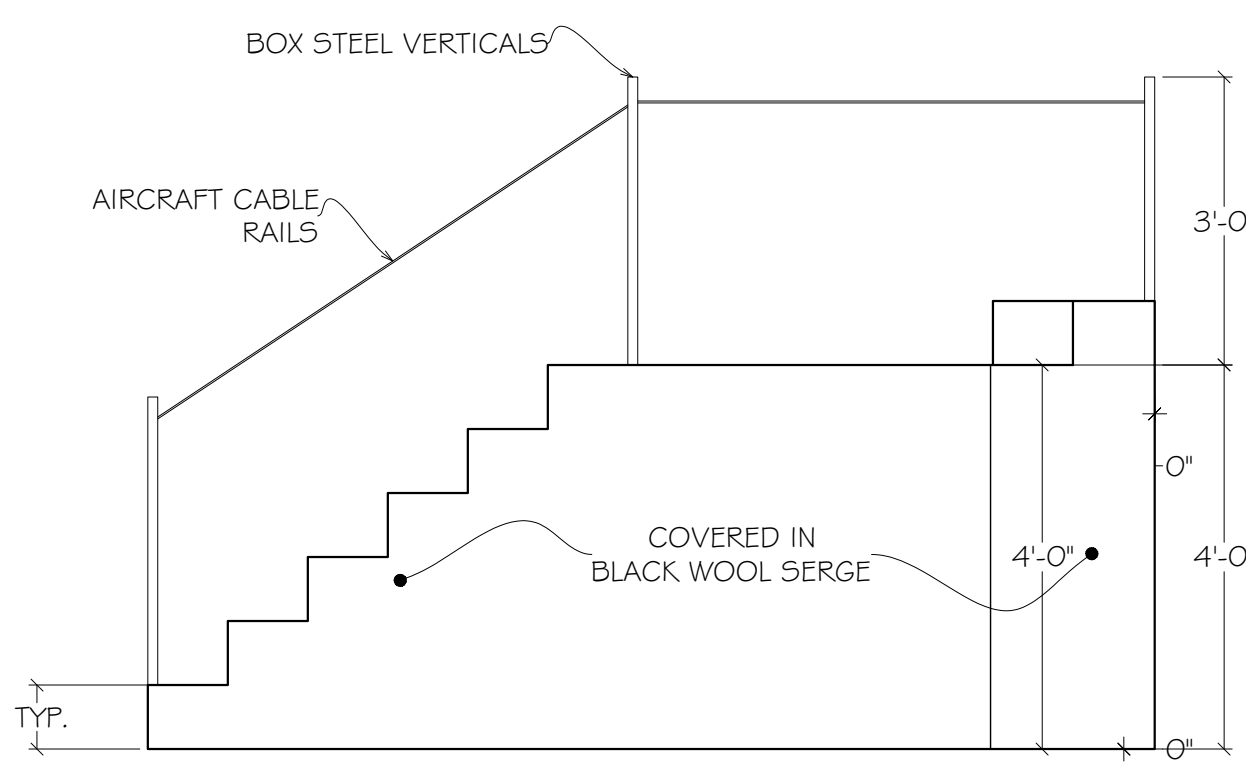 BOX STEEL VERTICALS
AIRCRAFT CABLE
RAILS
3'-0
0"
COVERED IN
BLACK WOOL SERGE
4'-0"
4'-0
TYP.
0"